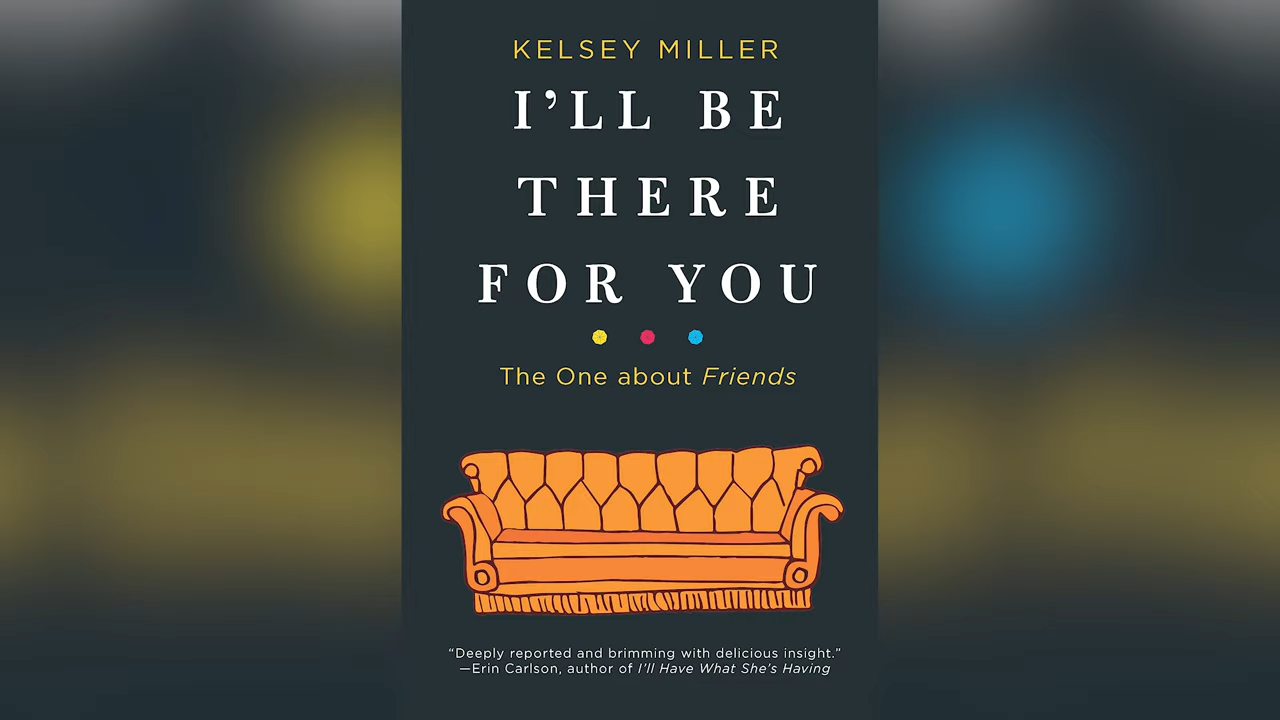 KELSEY MILLER
I’LL BE
THERE
FOR YOU
The One about Friends
“Deeply reported and brimming with delicious insight.”
—Erin Carlson, author of I’ll Have What She’s Having